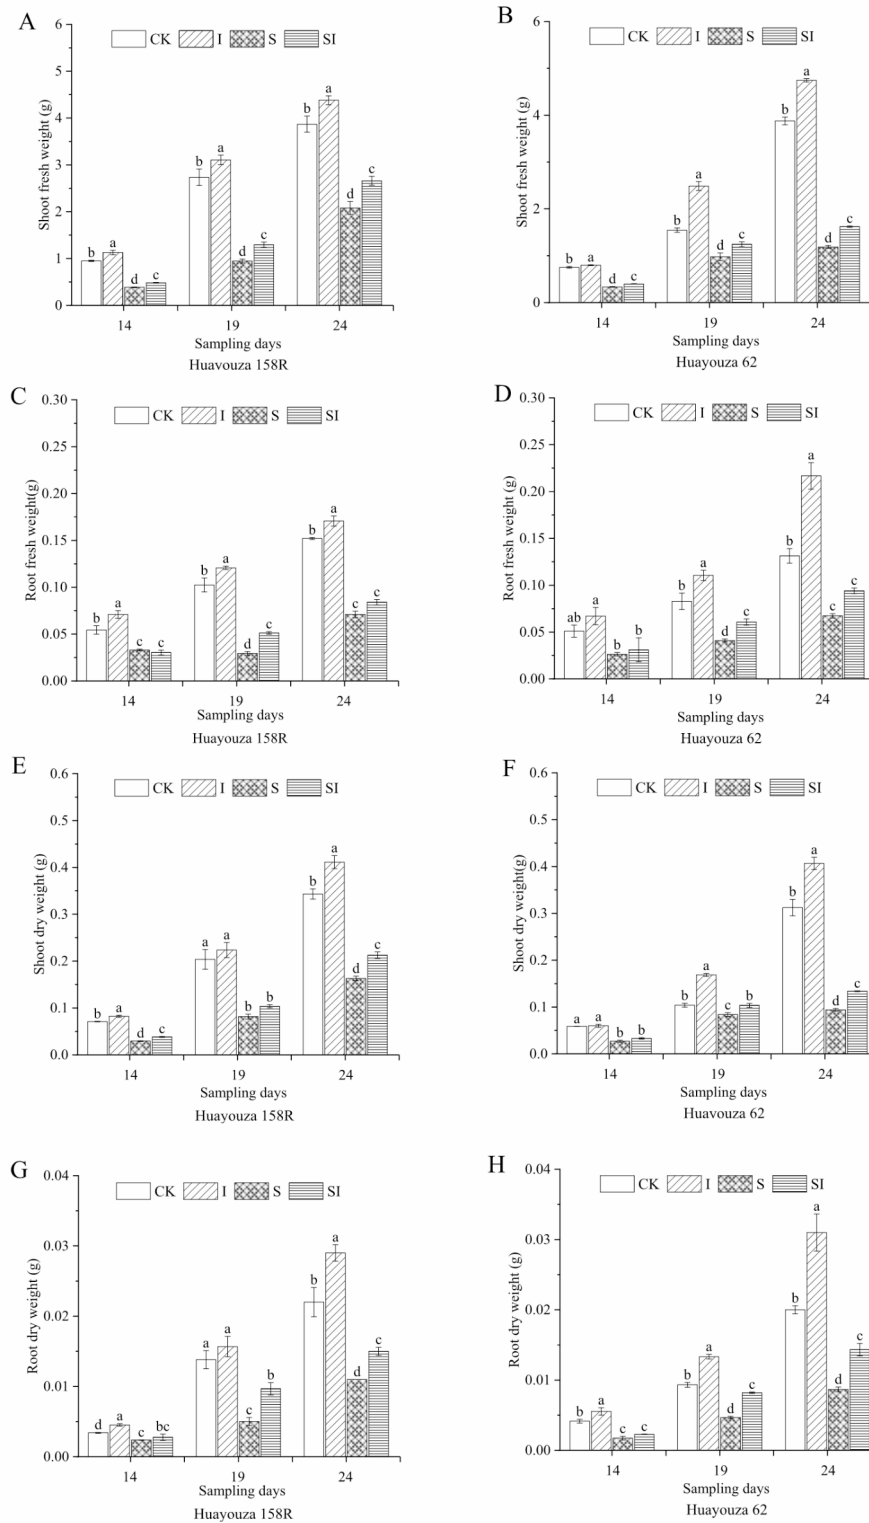 A
Shoot fresh weight (g)
6
5
4
3
2
1
0
CK I S SI
b a d c
b a d c
b a d c
14 19 24
Sampling days
Huavouza 158R
B
Shoot fresh weight (g)
6
4
2
0
CK I S SI
b a d c
b a d c
b a d c
14 19 24
Sampling days
Huayouza 62
C
Root fresh weight(g)
0.30
0.25
0.20
0.15
0.10
0.05
0.00
CK I S SI
b a c c
b a d c
b a c c
14 19 24
Sampling days
Huayouza 158R
D
Root fresh weight (g)
0.30
0.25
0.20
0.15
0.10
0.05
0.00
CK I S SI
ab a b b
b a d c
b a c c
14 19 24
Sampling days
Huayouza 62
E
Shoot dry weight (g)
0.6
0.5
0.4
0.3
0.2
0.1
0.0
CK I S SI
b a d c
a a b b
b a d c
14 19 24
Sampling days
Huayouza 158R
F
Shoot dry weight(g)
0.6
0.5
0.4
0.3
0.2
0.1
0.0
CK I S SI
a a b b
b a c b
b a d c
14 19 24
Sampling days
Huavouza 62
G
Root dry weight (g)
0.04
0.03
0.02
0.01
0.00
CK I S SI
d a c bc
a a c b
b a d c
14 19 24
Sampling days
Huayouza 158R
H
Root dry weight (g)
0.04
0.03
0.02
0.01
0.00
CK I S SI
b a c c
b a d c
b a d c
14 19 24
Sampling days
Huayouza 62